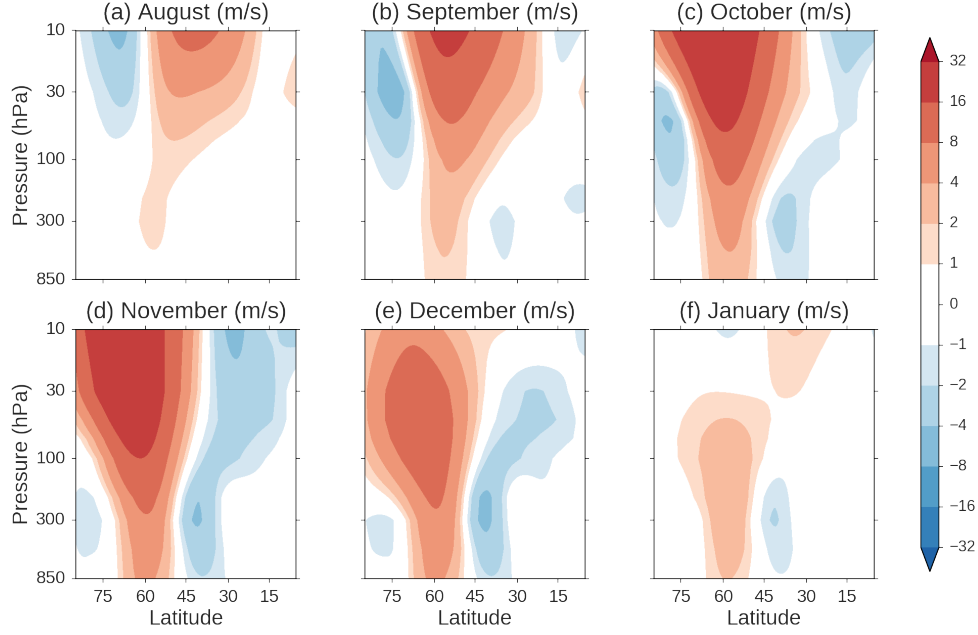 (a) August (m/s)
(b) September (m/s)
(c) October (m/s)
10
30
100
300
850
Pressure (hPa)
(d) November (m/s)
(e) December (m/s)
(f) January (m/s)
10
30
100
300
850
Pressure (hPa)
75 60 45 30 15
75 60 45 30 15
75 60 45 30 15
Latitude
Latitude
Latitude
32
16
8
4
2
1
0
−1
−2
−4
−8
−16
−32